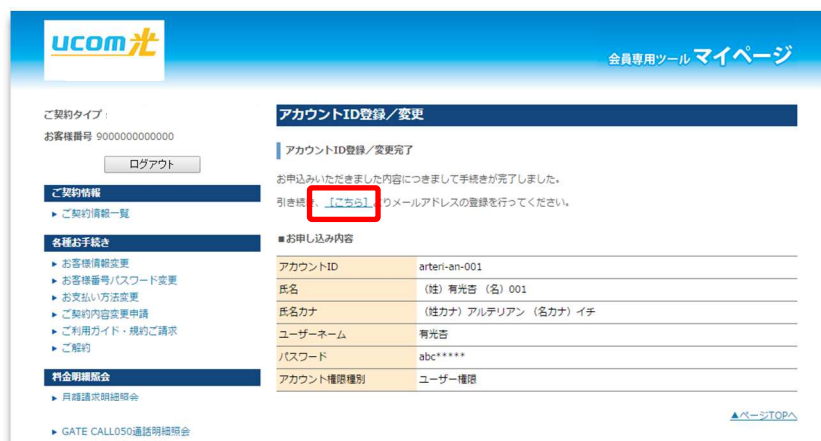 ucom光
会員専用ツール マイページ
ご契約タイプ：
お客様番号 9000000000000
ログアウト
ご契約情報
ご契約情報一覧
各種お手続き
お客様情報変更
お客様番号パスワード変更
お支払い方法変更
ご契約内容変更申請
ご利用ガイド・規約ご請求
ご解約
料金明細照会
月額請求明細照会
GATE CALL050通話明細照会
アカウントID登録／変更
アカウントID登録／変更完了
お申込みいただきました内容につきまして手続きが完了しました。
引き続き、［こちら］よりメールアドレスの登録を行ってください。
■お申し込み内容
アカウントID arteri-an-001
氏名 （姓）有光杏 （名）001
氏名カナ （姓カナ）アルテリアン （名カナ）イチ
ユーザーネーム 有光杏
パスワード abc*****
アカウント権限種別 ユーザー権限
▲ページTOPへ